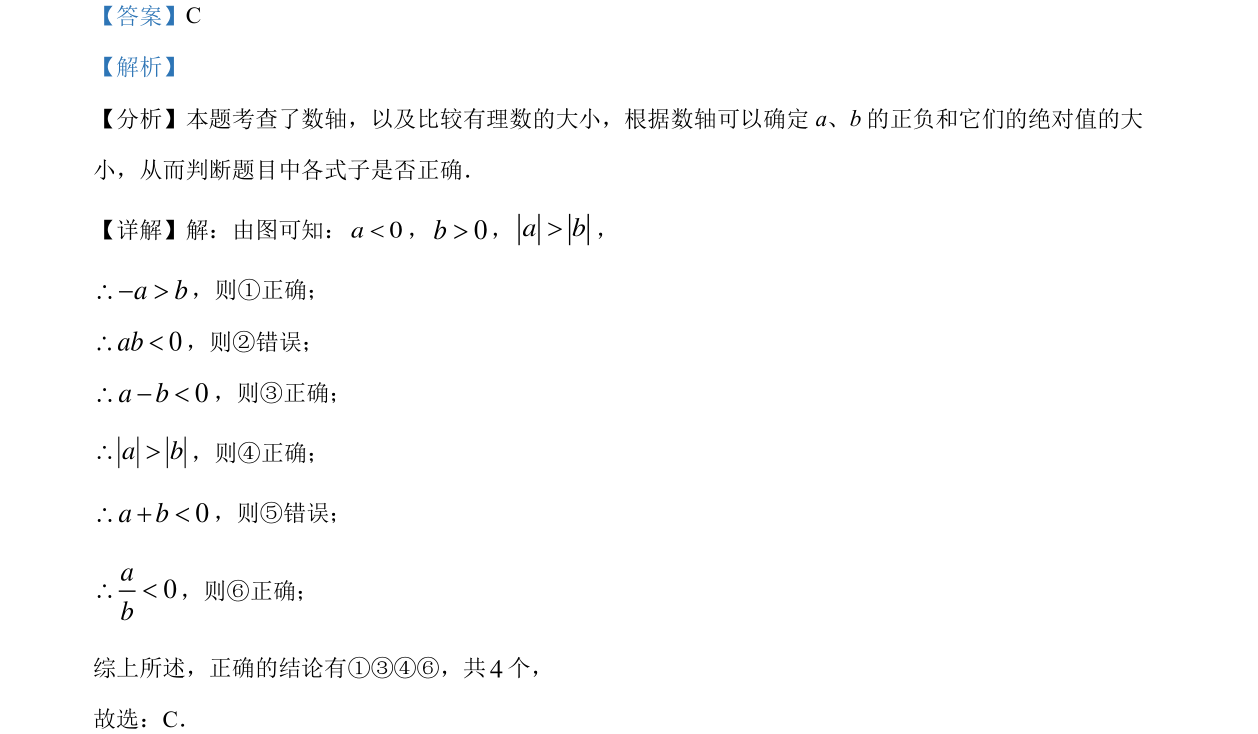 【答案】C
【解析】
【分析】本题考查了数轴，以及比较有理数的大小，根据数轴可以确定 a、b 的正负和它们的绝对值的大
小，从而判断题目中各式子是否正确．
【详解】解：由图可知：a<0，b>0，|a|>|b|，
∴−a>b，则①正确；
∴ab<0，则②错误；
∴a−b<0，则③正确；
∴|a|>|b|，则④正确；
∴a+b<0，则⑤错误；
∴a/b<0，则⑥正确；
综上所述，正确的结论有①③④⑥，共4个，
故选：C．